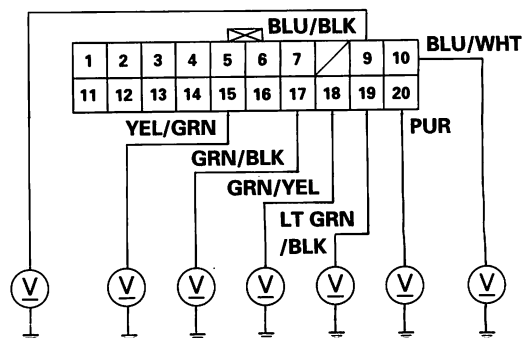 BLU/BLK
BLU/WHT
1 2 3 4 5 6 7 9 10
11 12 13 14 15 16 17 18 19 20
YEL/GRN
PUR
GRN/BLK
GRN/YEL
LT GRN
/BLK
V V V V V V V